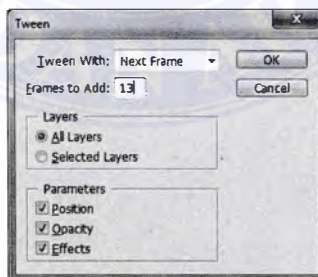 Tween
Tween With: Next Frame
OK
Frames to Add: 13
Cancel
Layers
All Layers
Selected Layers
Parameters
Position
Opacity
Effects